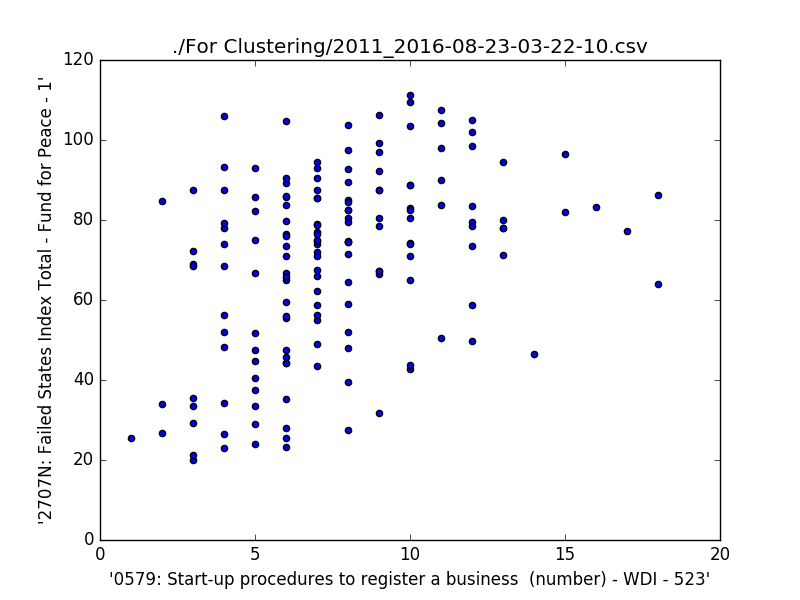 ./For Clustering/2011_2016-08-23-03-22-10.csv
'2707N: Failed States Index Total - Fund for Peace - 1'
120
100
80
60
40
20
0
0 5 10 15 20
'0579: Start-up procedures to register a business  (number) - WDI - 523'